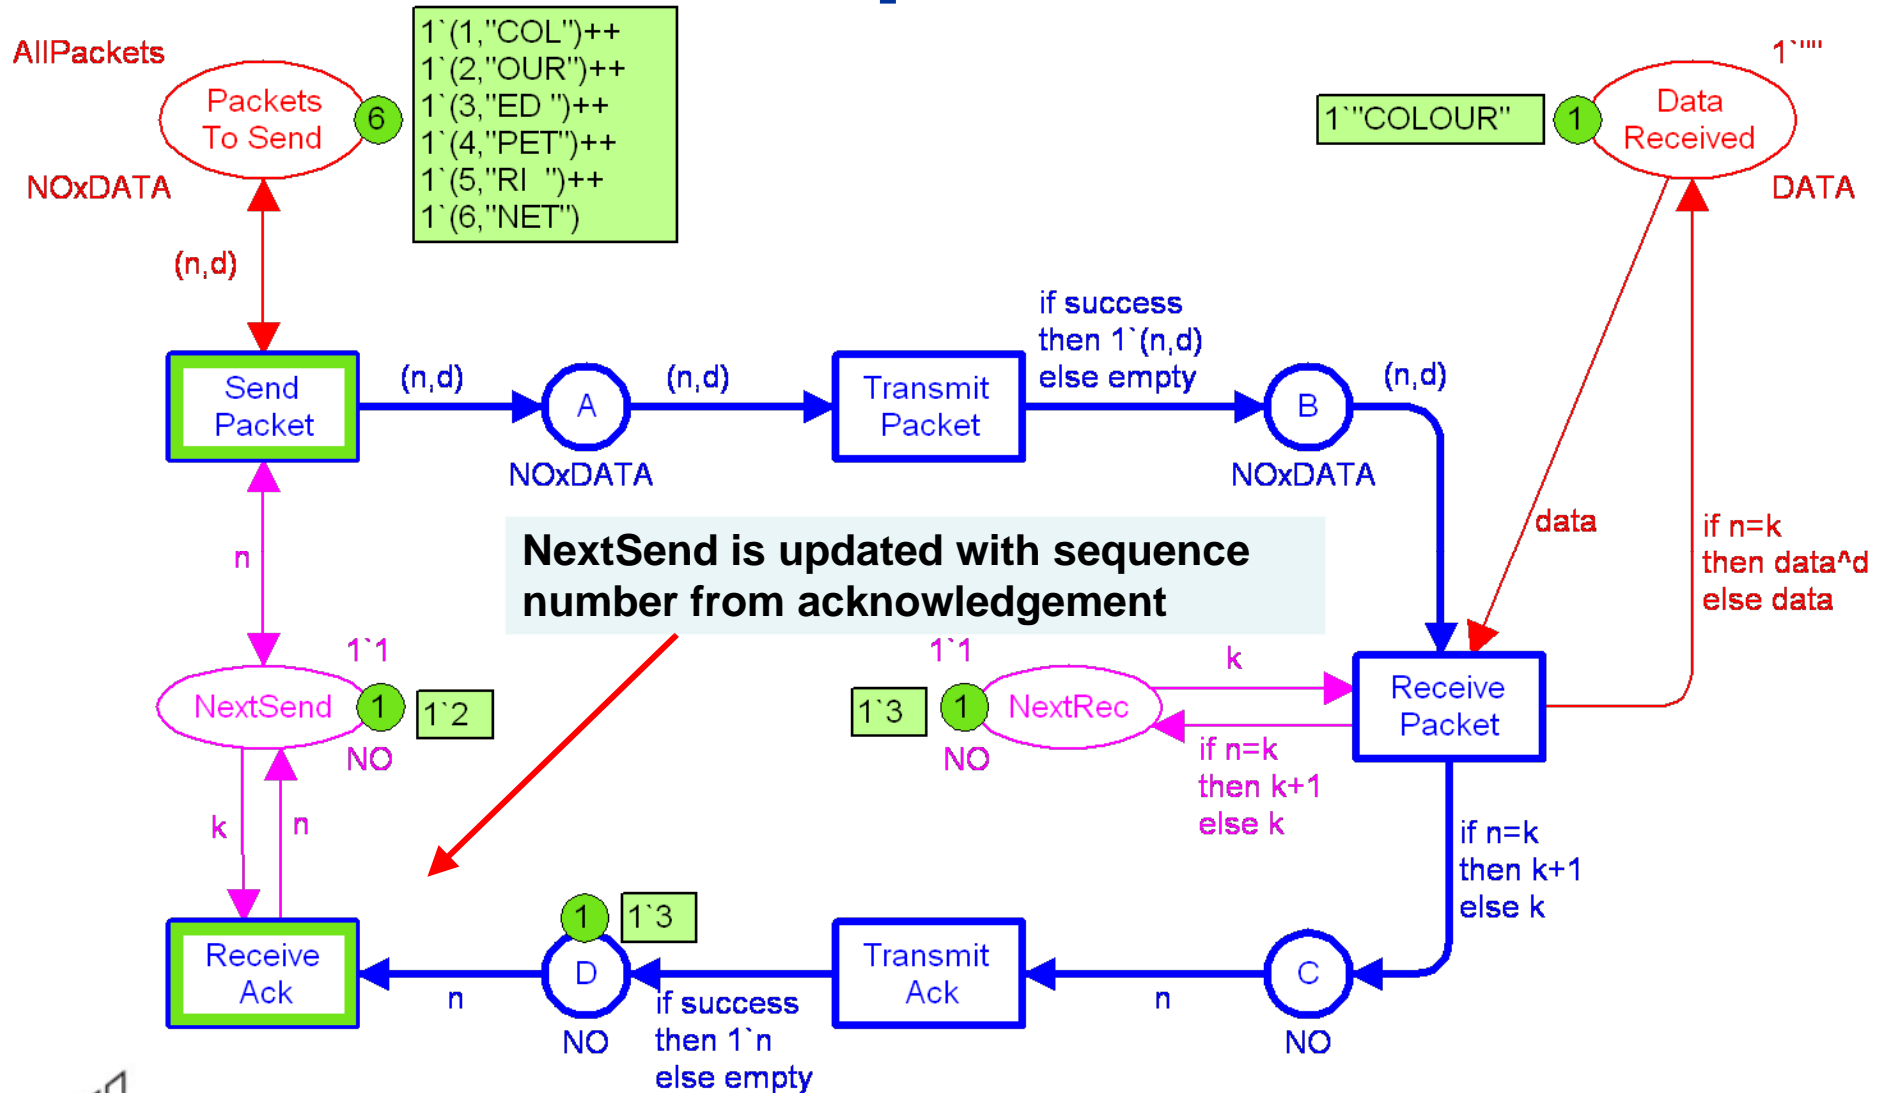 AllPackets
Packets
To Send
6
1`(1,"COL")++
1`(2,"OUR")++
1`(3,"ED ")++
1`(4,"PET")++
1`(5,"RI  ")++
1`(6,"NET")
NOxDATA
1`""
1`"COLOUR"
1
Data
Received
DATA
(n,d)
Send
Packet
(n,d)
A
NOxDATA
(n,d)
Transmit
Packet
if success
then 1`(n,d)
else empty
B
NOxDATA
(n,d)
data
if n=k
then data^d
else data
n
NextSend is updated with sequence
number from acknowledgement
1`1
NextSend
1
1`2
NO
1`1
1`3
1
NextRec
NO
k
if n=k
then k+1
else k
Receive
Packet
k
n
if n=k
then k+1
else k
Receive
Ack
n
1
1`3
D
NO
if success
then 1`n
else empty
Transmit
Ack
n
C
NO